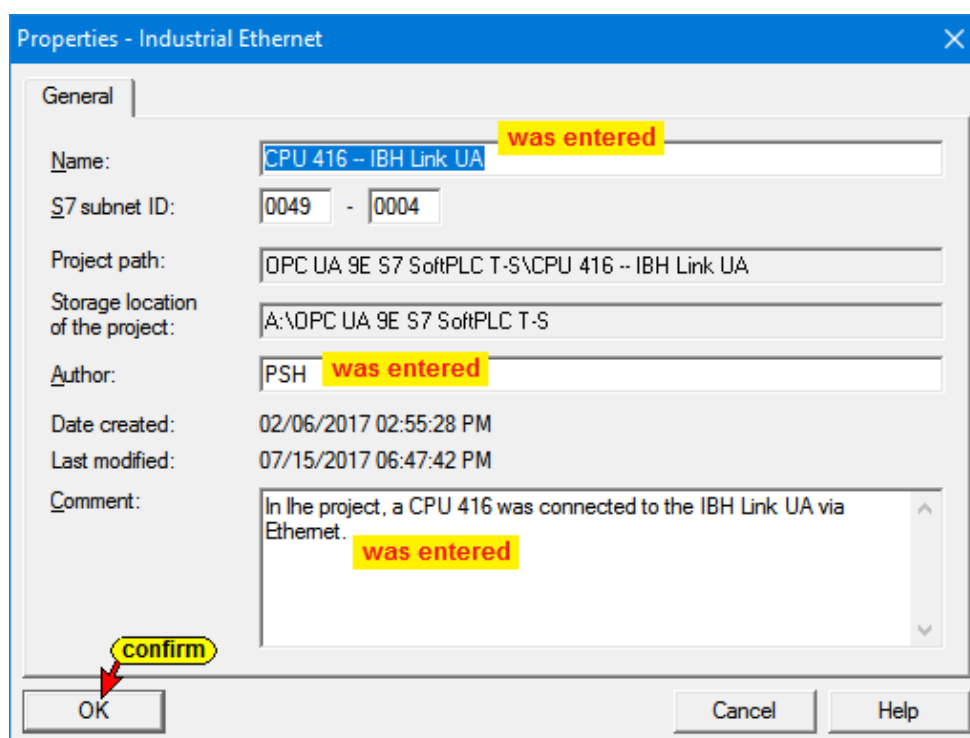 Properties - Industrial Ethernet
General
was entered
Name: CPU 416 -- IBH Link UA
S7 subnet ID: 0049 - 0004
Project path: OPC UA 9E S7 SoftPLC T-S\CPU 416 -- IBH Link UA
Storage location
of the project: A:\OPC UA 9E S7 SoftPLC T-S
Author: PSH was entered
Date created: 02/06/2017 02:55:28 PM
Last modified: 07/15/2017 06:47:42 PM
Comment: In lhe project, a CPU 416 was connected to the IBH Link UA via
Ethernet.
was entered
confirm
OK Cancel Help